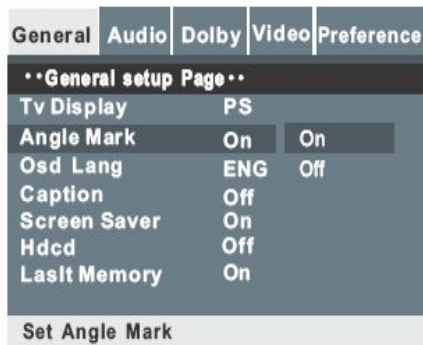 General Audio Dolby Video Preference
··General setup Page··
Tv Display PS
Angle Mark On On
Osd Lang ENG Off
Caption Off
Screen Saver On
Hdcd Off
Laslt Memory On
Set Angle Mark